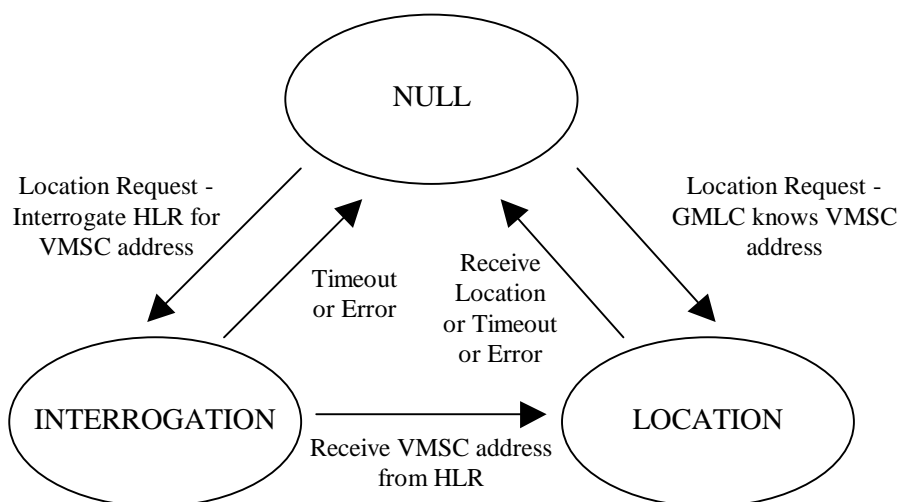 NULL
Location Request -
Interrogate HLR for
VMSC address
Location Request -
GMLC knows VMSC
address
Timeout
or Error
Receive
Location
or Timeout
or Error
INTERROGATION
LOCATION
Receive VMSC address
from HLR